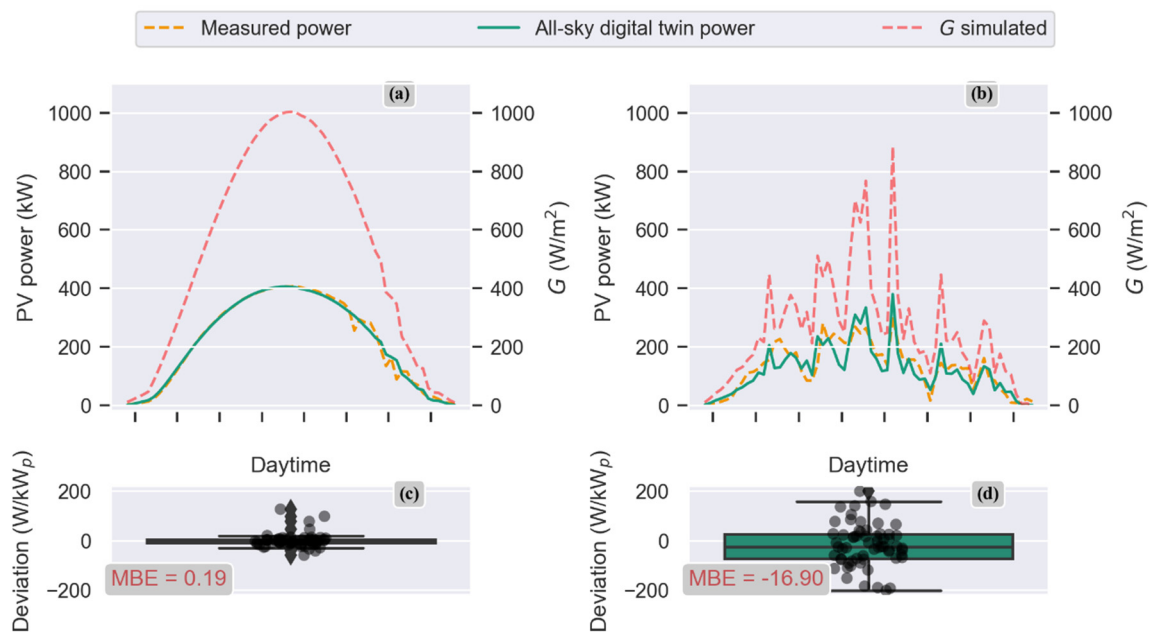 Measured power
All-sky digital twin power
G simulated
(a)
(b)
1000
800
600
400
200
0
PV power (kW)
1000
800
600
400
200
0
G (W/m²)
1000
800
600
400
200
0
PV power (kW)
1000
800
600
400
200
0
G (W/m²)
Daytime
Daytime
(c)
(d)
200
0
−200
Deviation (W/kWₚ)
MBE = 0.19
200
0
−200
Deviation (W/kWₚ)
MBE = -16.90